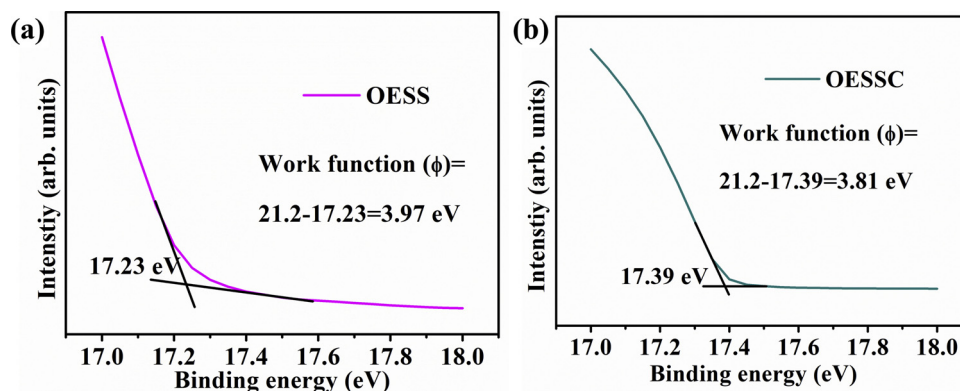 (a)
OESS
Work function (ϕ)=
21.2-17.23=3.97 eV
17.23 eV
Intenstiy (arb. units)
17.0 17.2 17.4 17.6 17.8 18.0
Binding energy (eV)
(b)
OESSC
Work function (ϕ)=
21.2-17.39=3.81 eV
17.39 eV
Intenstiy (arb. units)
17.0 17.2 17.4 17.6 17.8 18.0
Binding energy (eV)